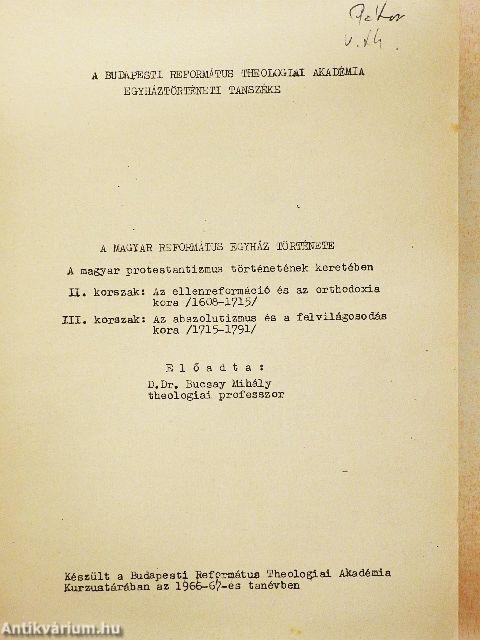 A BUDAPESTI REFORMÁTUS THEOLOGIAI AKADÉMIA
EGYHÁZTÖRTÉNETI TANSZÉKE
A MAGYAR REFORMÁTUS EGYHÁZ TÖRTÉNETE
A magyar protestantizmus történetének keretében
II. korszak: Az ellenreformáció és az orthodoxia
kora /1608-1715/
III. korszak: Az abszolutizmus és a felvilágosodás
kora /1715-1791/
E l ő a d t a :
D.Dr. Bucsay Mihály
theologiai professzor
Készült a Budapesti Református Theologiai Akadémia
Kurzustárában az 1966-67-es tanévben
Antikvárium.hu